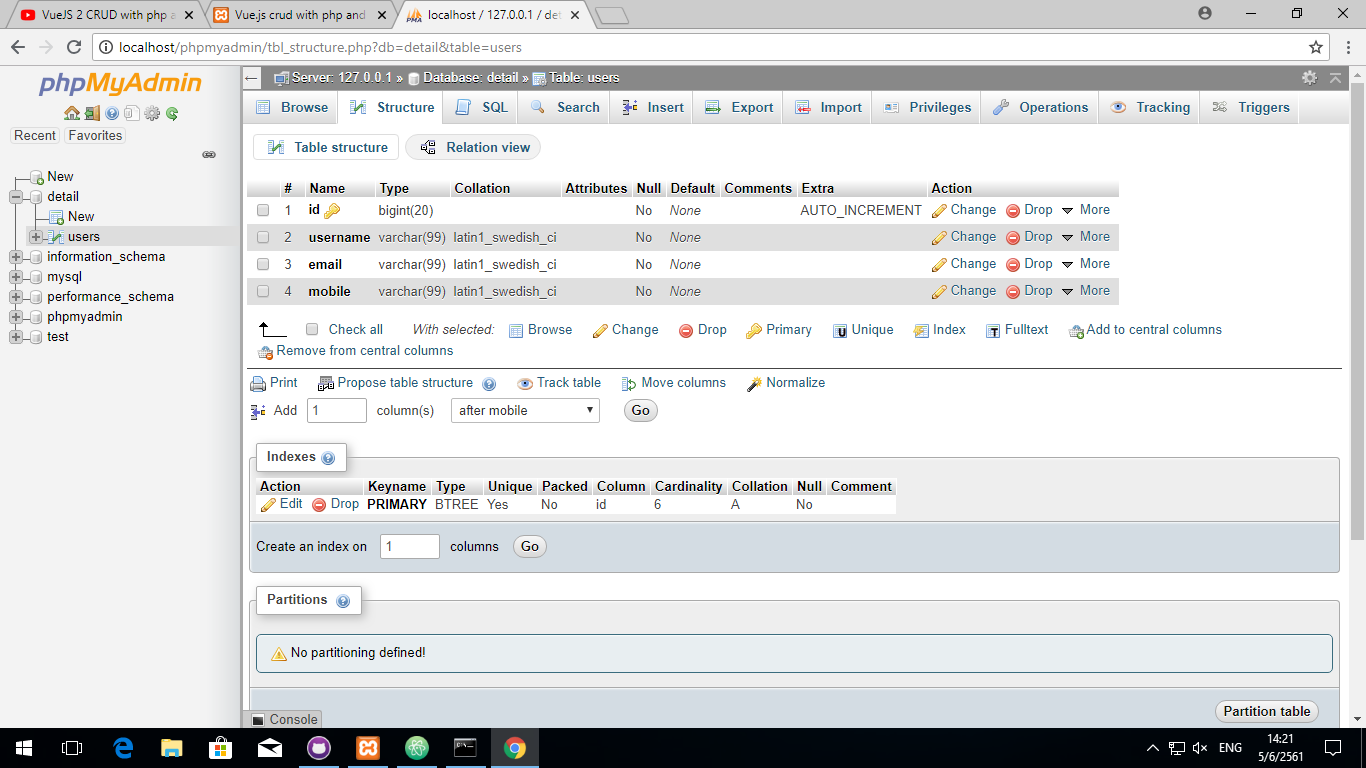 VueJS 2 CRUD with php a
Vue.js crud with php and
localhost / 127.0.0.1 / det
localhost/phpmyadmin/tbl_structure.php?db=detail&table=users
phpMyAdmin
Recent
Favorites
New
detail
New
users
information_schema
mysql
performance_schema
phpmyadmin
test
Server: 127.0.0.1 » Database: detail » Table: users
Browse Structure SQL Search Insert Export Import Privileges Operations Tracking Triggers
Table structure Relation view
# Name Type Collation Attributes Null Default Comments Extra Action
1 id bigint(20) No None AUTO_INCREMENT Change Drop More
2 username varchar(99) latin1_swedish_ci No None Change Drop More
3 email varchar(99) latin1_swedish_ci No None Change Drop More
4 mobile varchar(99) latin1_swedish_ci No None Change Drop More
Check all With selected: Browse Change Drop Primary Unique Index Fulltext Add to central columns
Remove from central columns
Print Propose table structure Track table Move columns Normalize
Add 1 column(s) after mobile Go
Indexes
Action Keyname Type Unique Packed Column Cardinality Collation Null Comment
Edit Drop PRIMARY BTREE Yes No id 6 A No
Create an index on 1 columns Go
Partitions
No partitioning defined!
Partition table
Console
ENG
14:21
5/6/2561